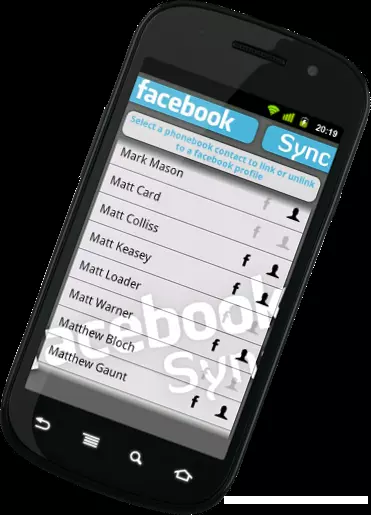 20:19
facebook
Sync
Select a phonebook contact to link or unlink
to a facebook profile
Mark Mason
Matt Card
Matt Colliss
Matt Keasey
Matt Loader
Matt Warner
Matthew Bloch
Matthew Gaunt
facebook
Sync